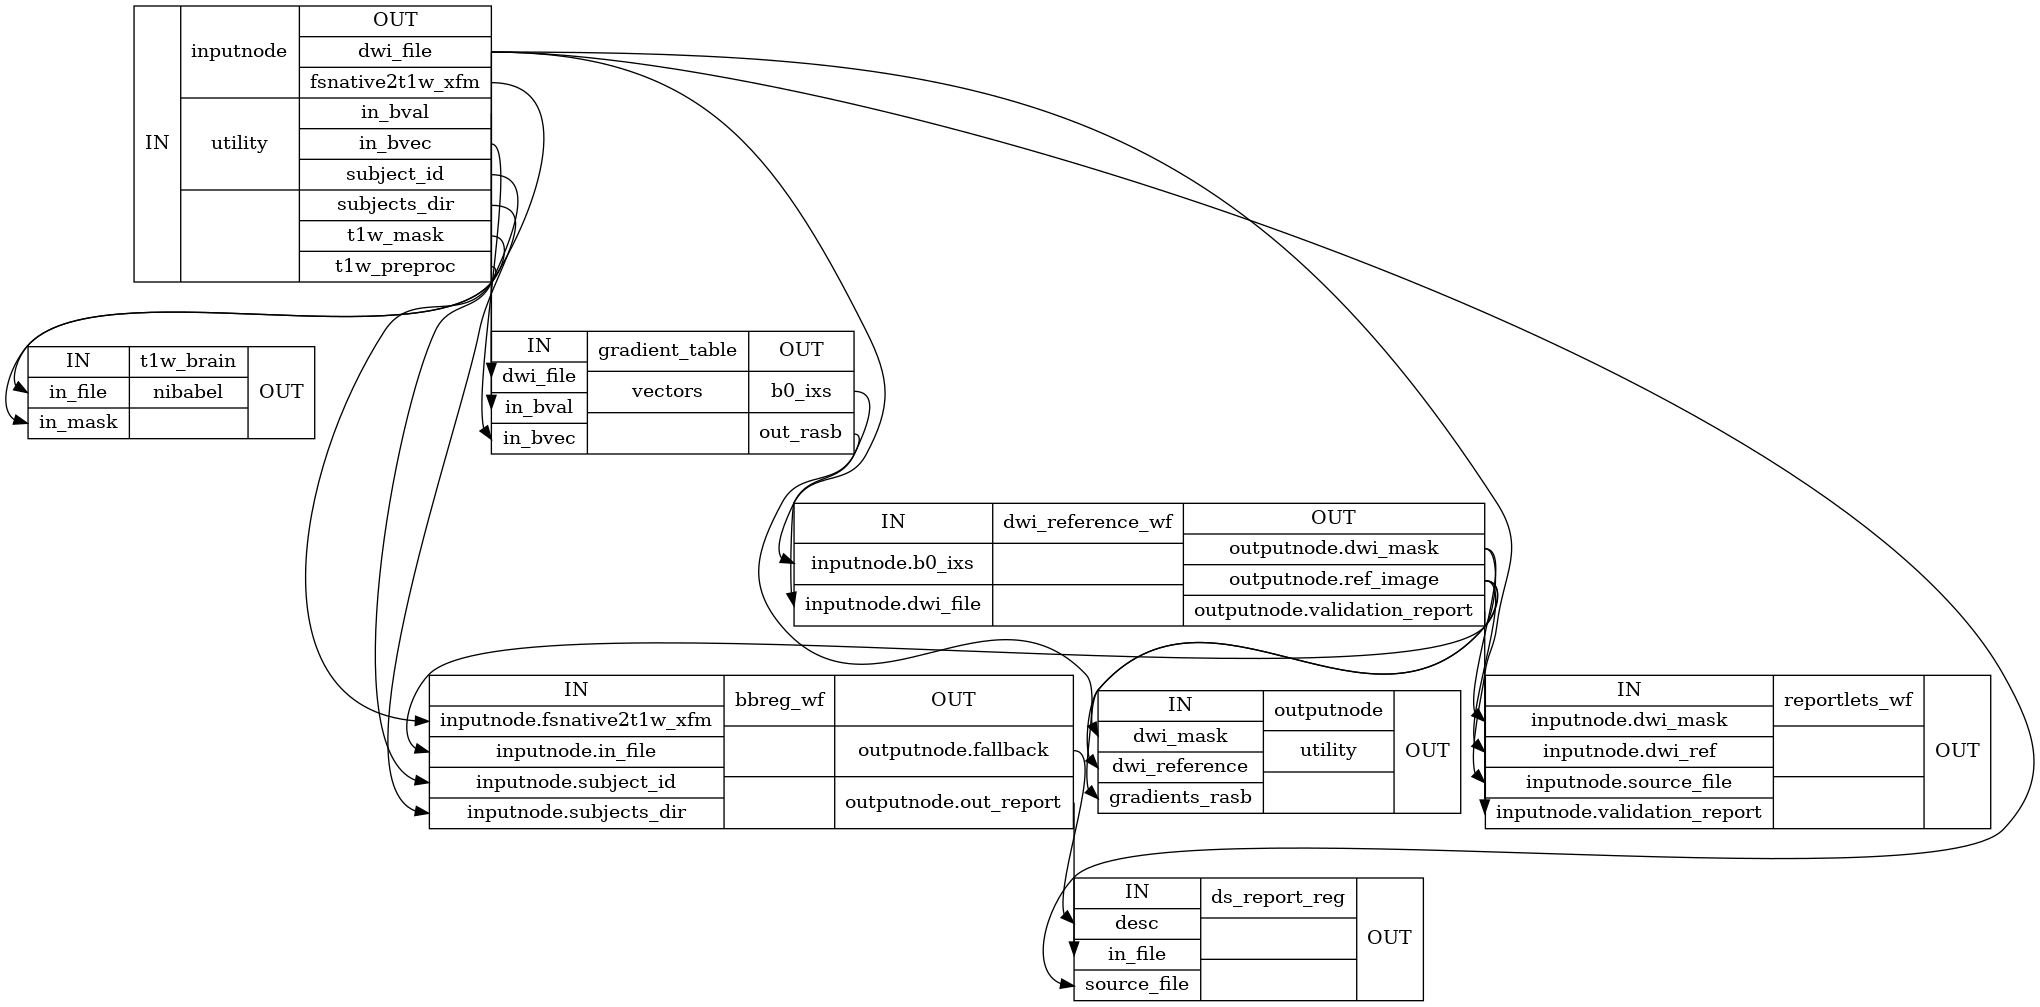 IN
inputnode
utility
OUT
dwi_file
fsnative2t1w_xfm
in_bval
in_bvec
subject_id
subjects_dir
t1w_mask
t1w_preproc
IN
in_file
in_mask
t1w_brain
nibabel
OUT
IN
dwi_file
in_bval
in_bvec
gradient_table
vectors
OUT
b0_ixs
out_rasb
IN
inputnode.b0_ixs
inputnode.dwi_file
dwi_reference_wf
OUT
outputnode.dwi_mask
outputnode.ref_image
outputnode.validation_report
IN
inputnode.fsnative2t1w_xfm
inputnode.in_file
inputnode.subject_id
inputnode.subjects_dir
bbreg_wf
OUT
outputnode.fallback
outputnode.out_report
IN
dwi_mask
dwi_reference
gradients_rasb
outputnode
utility
OUT
IN
inputnode.dwi_mask
inputnode.dwi_ref
inputnode.source_file
inputnode.validation_report
reportlets_wf
OUT
IN
desc
in_file
source_file
ds_report_reg
OUT